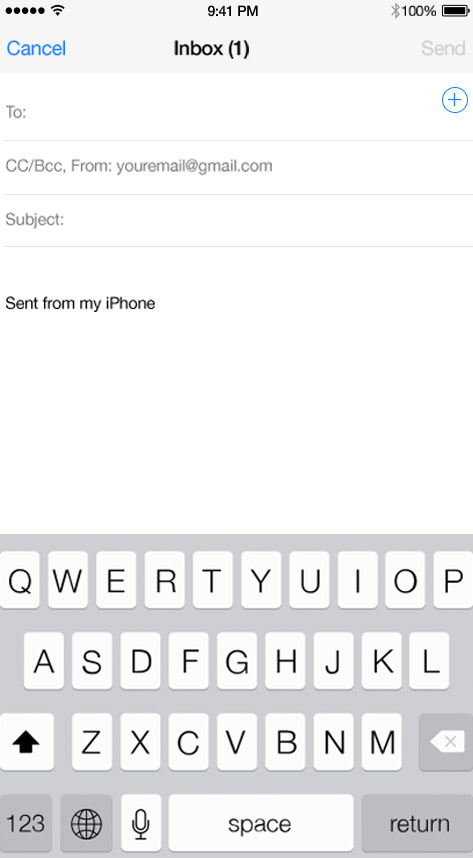 9:41 PM 100%
Cancel Inbox (1) Send
To:
CC/Bcc, From: youremail@gmail.com
Subject:
Sent from my iPhone
Q W E R T Y U I O P
A S D F G H J K L
Z X C V B N M
123 space return